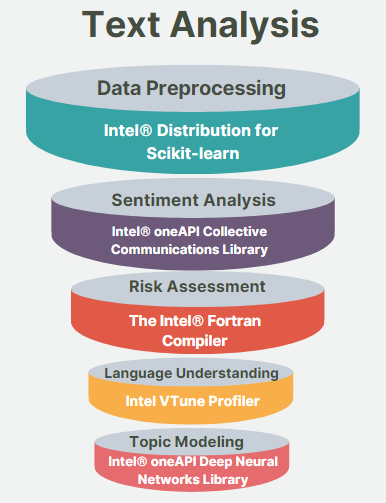 Text Analysis
Data Preprocessing
Intel® Distribution for
Scikit-learn
Sentiment Analysis
Intel® oneAPI Collective
Communications Library
Risk Assessment
The Intel® Fortran
Compiler
Language Understanding
Intel VTune Profiler
Topic Modeling
Intel® oneAPI Deep Neural
Networks Library